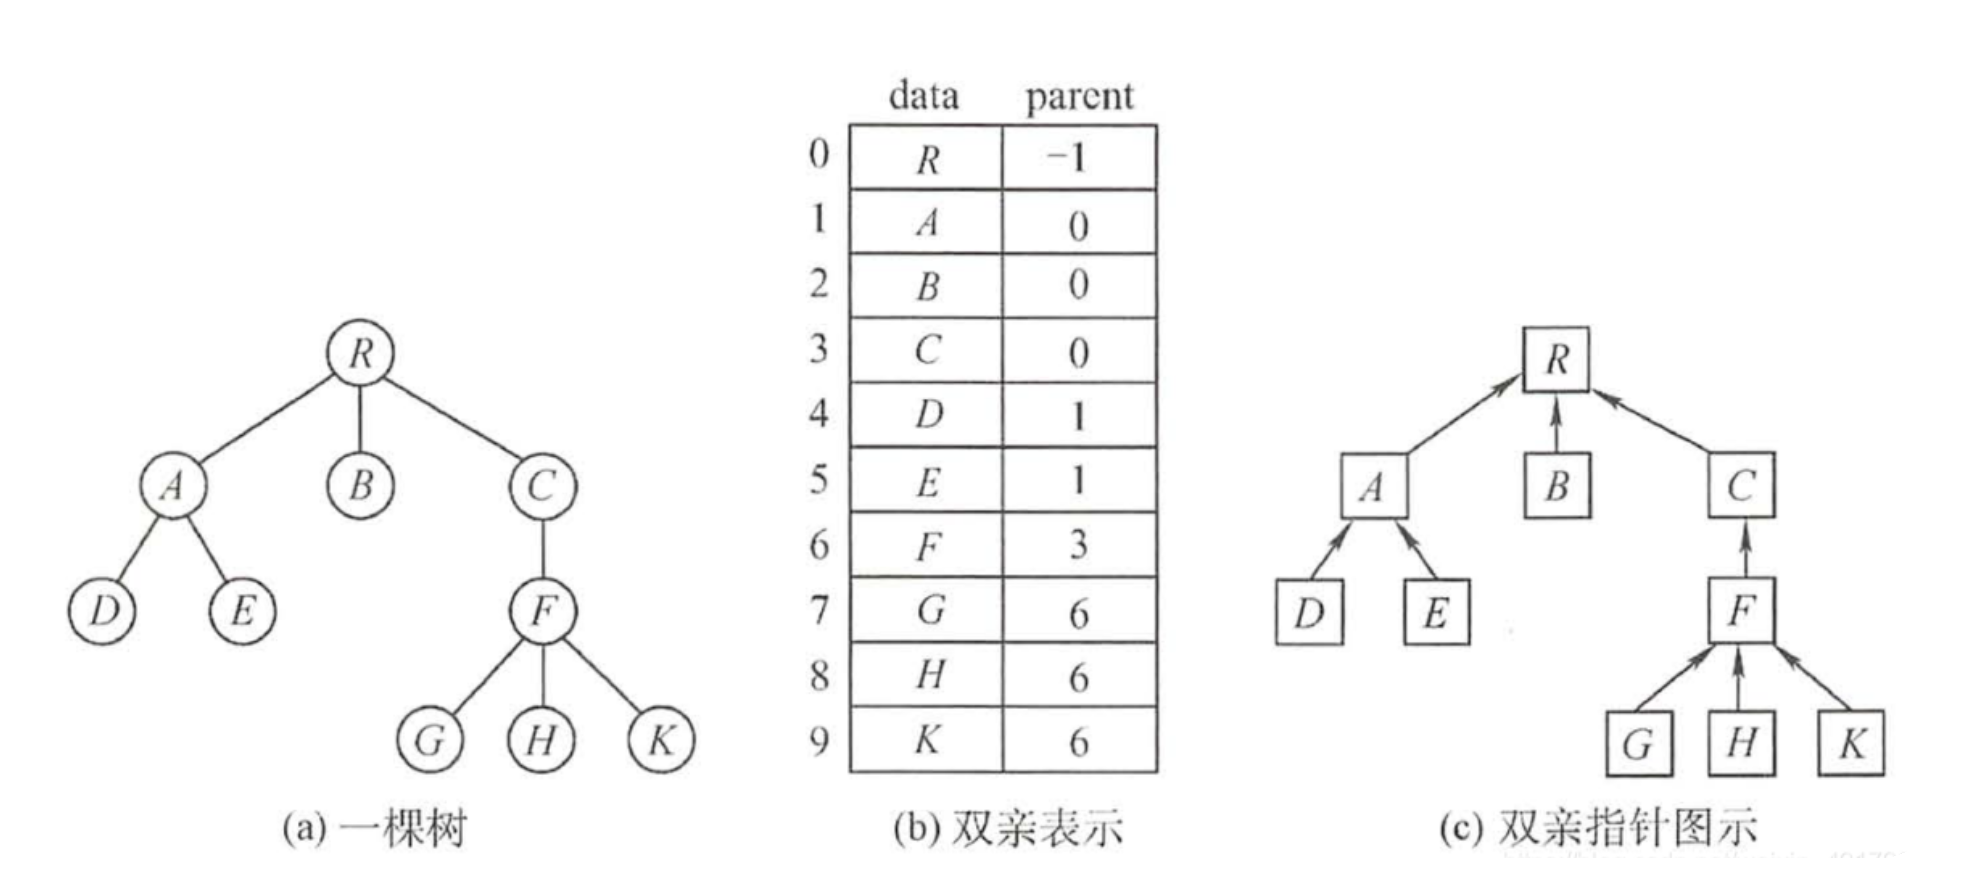 R
A B C
D E F
G H K
(a) 一棵树
data parent
0 R −1
1 A 0
2 B 0
3 C 0
4 D 1
5 E 1
6 F 3
7 G 6
8 H 6
9 K 6
(b) 双亲表示
R
A B C
D E F
G H K
(c) 双亲指针图示